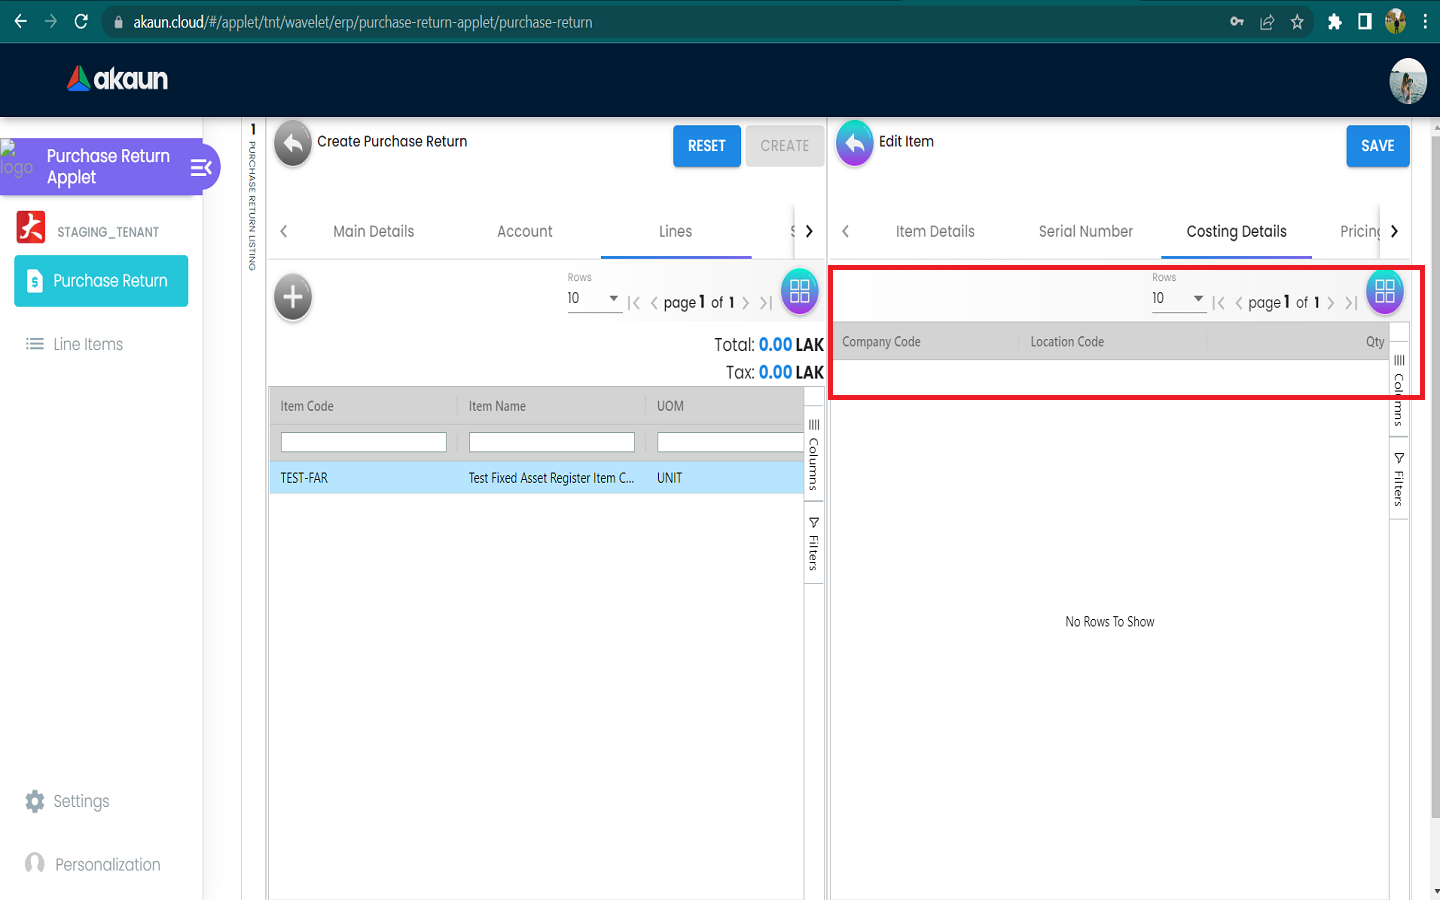 akaun.cloud/#/applet/tnt/wavelet/erp/purchase-return-applet/purchase-return
akaun
logo
Purchase Return
Applet
STAGING_TENANT
Purchase Return
Line Items
Settings
Personalization
1
PURCHASE RETURN LISTING
Create Purchase Return
RESET
CREATE
Main Details
Account
Lines
Rows
10
page 1 of 1
Total: 0.00 LAK
Tax: 0.00 LAK
Item Code
Item Name
UOM
TEST-FAR
Test Fixed Asset Register Item C...
UNIT
Columns
Filters
Edit Item
SAVE
Item Details
Serial Number
Costing Details
Pricing
Rows
10
page 1 of 1
Company Code
Location Code
Qty
Columns
Filters
No Rows To Show